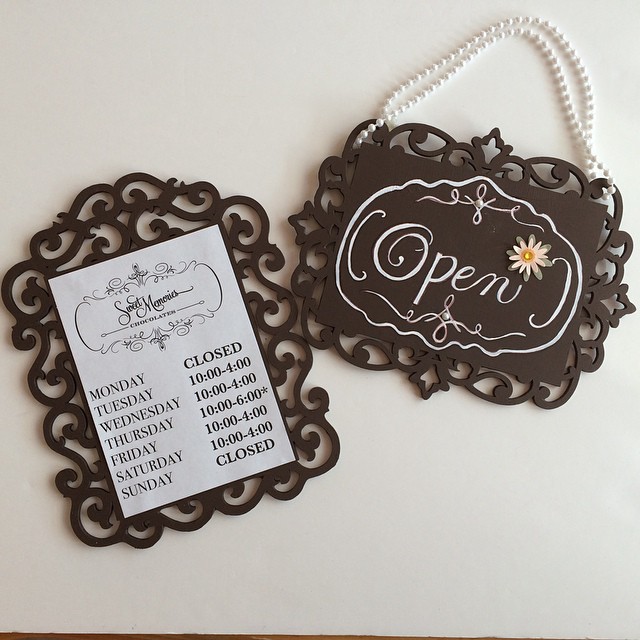 Sweet Memories
CHOCOLATES
MONDAY CLOSED
TUESDAY 10:00-4:00
WEDNESDAY 10:00-4:00
THURSDAY 10:00-6:00*
FRIDAY 10:00-4:00
SATURDAY 10:00-4:00
SUNDAY CLOSED
Open